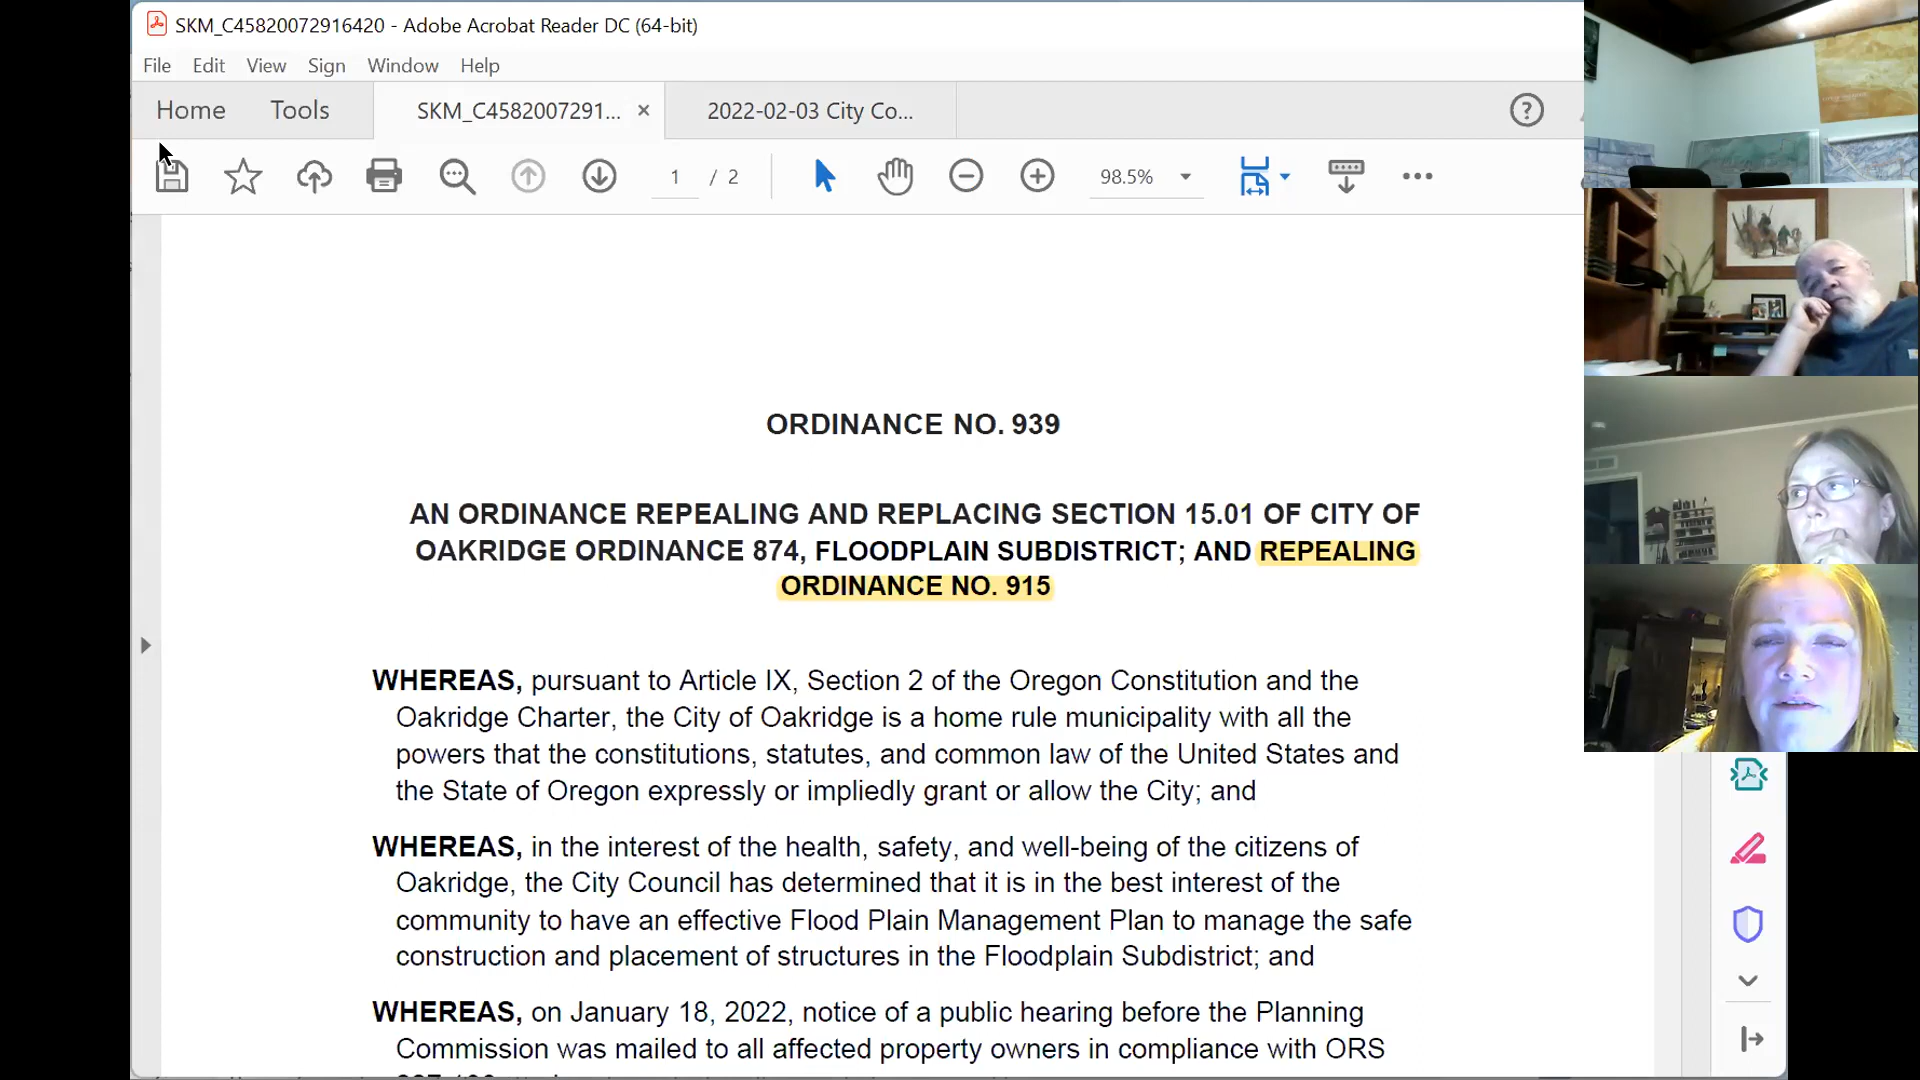 SKM_C45820072916420 - Adobe Acrobat Reader DC (64-bit)
File Edit View Sign Window Help
Home Tools SKM_C4582007291... × 2022-02-03 City Co... ?
1 / 2 98.5%
ORDINANCE NO. 939
AN ORDINANCE REPEALING AND REPLACING SECTION 15.01 OF CITY OF
OAKRIDGE ORDINANCE 874, FLOODPLAIN SUBDISTRICT; AND REPEALING
ORDINANCE NO. 915
WHEREAS, pursuant to Article IX, Section 2 of the Oregon Constitution and the
Oakridge Charter, the City of Oakridge is a home rule municipality with all the
powers that the constitutions, statutes, and common law of the United States and
the State of Oregon expressly or impliedly grant or allow the City; and
WHEREAS, in the interest of the health, safety, and well-being of the citizens of
Oakridge, the City Council has determined that it is in the best interest of the
community to have an effective Flood Plain Management Plan to manage the safe
construction and placement of structures in the Floodplain Subdistrict; and
WHEREAS, on January 18, 2022, notice of a public hearing before the Planning
Commission was mailed to all affected property owners in compliance with ORS